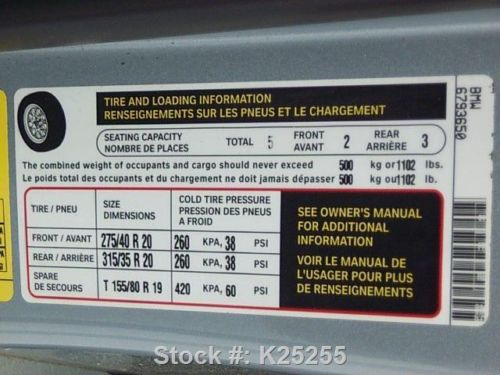 TIRE AND LOADING INFORMATION
RENSEIGNEMENTS SUR LES PNEUS ET LE CHARGEMENT
SEATING CAPACITY
NOMBRE DE PLACES
TOTAL 5
FRONT
AVANT 2
REAR
ARRIÈRE 3
The combined weight of occupants and cargo should never exceed 500 kg or 1102 lbs.
Le poids total des occupants et du chargement ne doit jamais dépasser 500 kg ou 1102 lb.
TIRE / PNEU
SIZE
DIMENSIONS
COLD TIRE PRESSURE
PRESSION DES PNEUS
A FROID
FRONT / AVANT 275/40 R 20 260 KPA, 38 PSI
REAR / ARRIÈRE 315/35 R 20 260 KPA, 38 PSI
SPARE
DE SECOURS T 155/80 R 19 420 KPA, 60 PSI
SEE OWNER'S MANUAL
FOR ADDITIONAL
INFORMATION
VOIR LE MANUEL DE
L'USAGER POUR PLUS
DE RENSEIGNEMENTS
BMW
6793650
Stock #: K25255